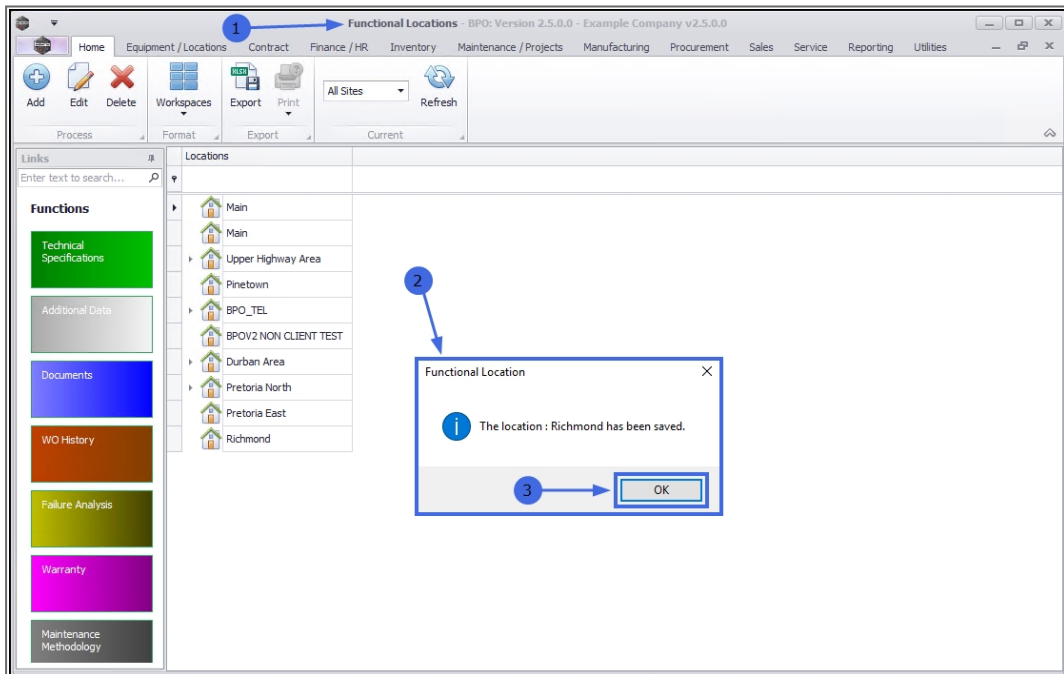 1
Functional Locations - BPO: Version 2.5.0.0 - Example Company v2.5.0.0
Home Equipment / Locations Contract Finance / HR Inventory Maintenance / Projects Manufacturing Procurement Sales Service Reporting Utilities
XLSX
All Sites
Add Edit Delete Workspaces Export Print Refresh
Process Format Export Current
Links
Enter text to search...
Functions
Technical
Specifications
Additional Data
Documents
WO History
Failure Analysis
Warranty
Maintenance
Methodology
Locations
Main
Main
Upper Highway Area
Pinetown
BPO_TEL
BPOV2 NON CLIENT TEST
Durban Area
Pretoria North
Pretoria East
Richmond
2
Functional Location
The location : Richmond has been saved.
3
OK